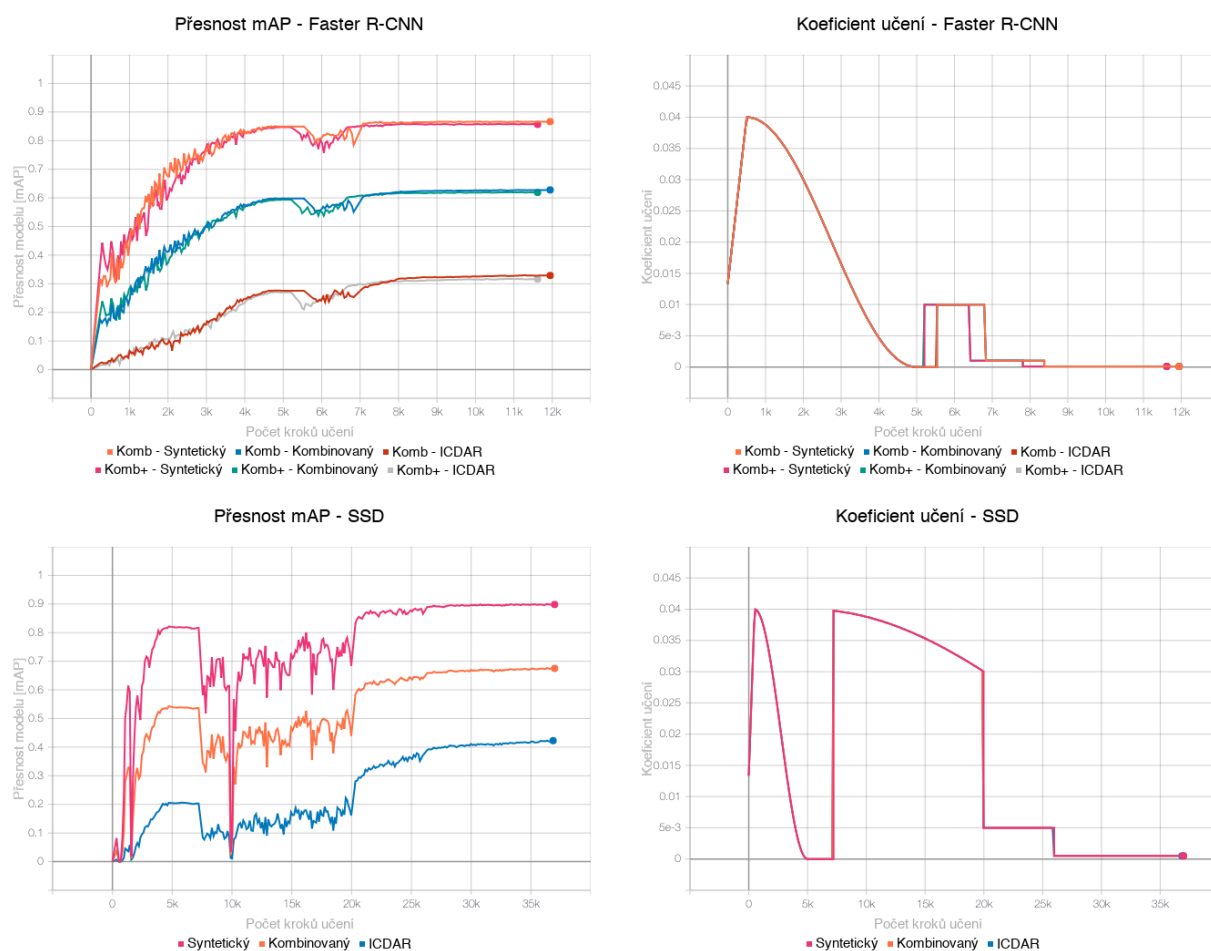 Přesnost mAP - Faster R-CNN
1
0.9
0.8
0.7
0.6
0.5
0.4
0.3
0.2
0.1
0
Přesnost modelu [mAP]
0 1k 2k 3k 4k 5k 6k 7k 8k 9k 10k 11k 12k
Počet kroků učení
Komb - Syntetický Komb - Kombinovaný Komb - ICDAR
Komb+ - Syntetický Komb+ - Kombinovaný Komb+ - ICDAR
Koeficient učení - Faster R-CNN
0.045
0.04
0.035
0.03
0.025
0.02
0.015
0.01
5e-3
0
Koeficient učení
0 1k 2k 3k 4k 5k 6k 7k 8k 9k 10k 11k 12k
Počet kroků učení
Komb - Syntetický Komb - Kombinovaný Komb - ICDAR
Komb+ - Syntetický Komb+ - Kombinovaný Komb+ - ICDAR
Přesnost mAP - SSD
1
0.9
0.8
0.7
0.6
0.5
0.4
0.3
0.2
0.1
0
Přesnost modelu [mAP]
0 5k 10k 15k 20k 25k 30k 35k
Počet kroků učení
Syntetický Kombinovaný ICDAR
Koeficient učení - SSD
0.045
0.04
0.035
0.03
0.025
0.02
0.015
0.01
5e-3
0
Koeficient učení
0 5k 10k 15k 20k 25k 30k 35k
Počet kroků učení
Syntetický Kombinovaný ICDAR